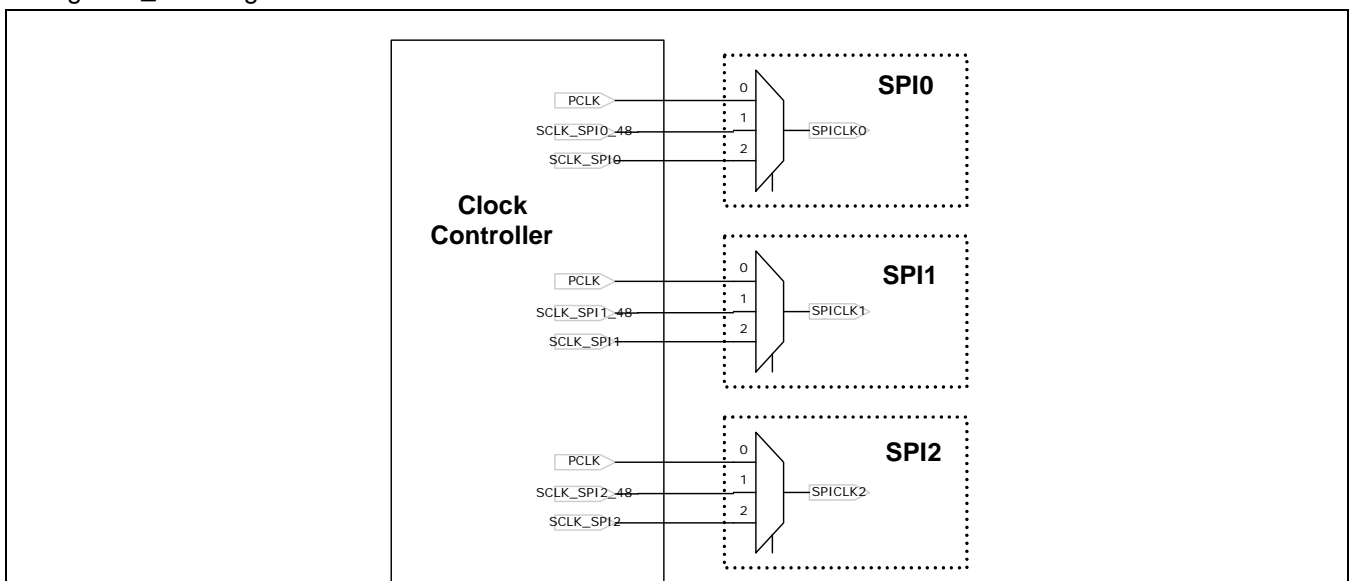 SPI0
0
PCLK
1
SCLK_SPI0_48
SPICLK0
2
SCLK_SPI0
Clock
Controller
SPI1
0
PCLK
1
SCLK_SPI1_48
SPICLK1
2
SCLK_SPI1
SPI2
0
PCLK
1
SCLK_SPI2_48
SPICLK2
2
SCLK_SPI2